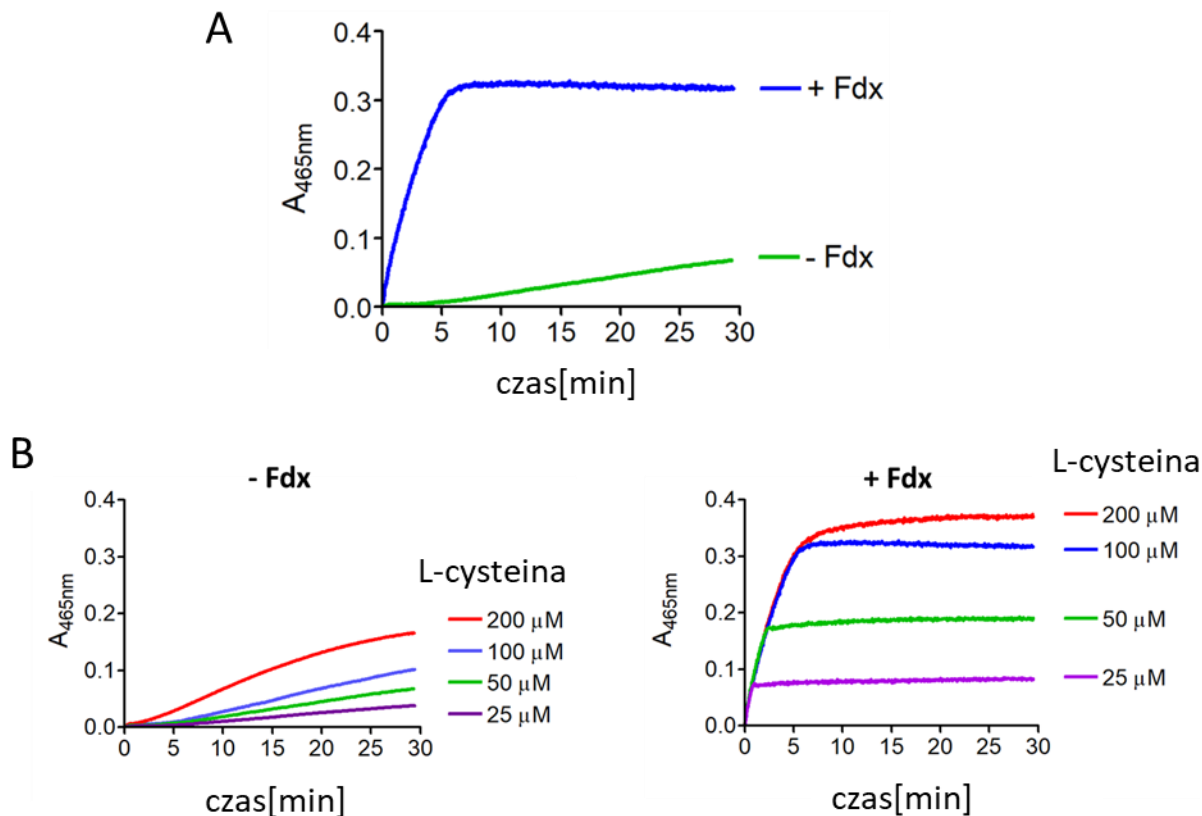 A
0.4
0.3
0.2
0.1
0.0
A465nm
+ Fdx
- Fdx
0 5 10 15 20 25 30
czas[min]
B
- Fdx
0.4
0.3
0.2
0.1
0.0
A465nm
L-cysteina
200 µM
100 µM
50 µM
25 µM
0 5 10 15 20 25 30
czas[min]
+ Fdx
0.4
0.3
0.2
0.1
0.0
A465nm
L-cysteina
200 µM
100 µM
50 µM
25 µM
0 5 10 15 20 25 30
czas[min]